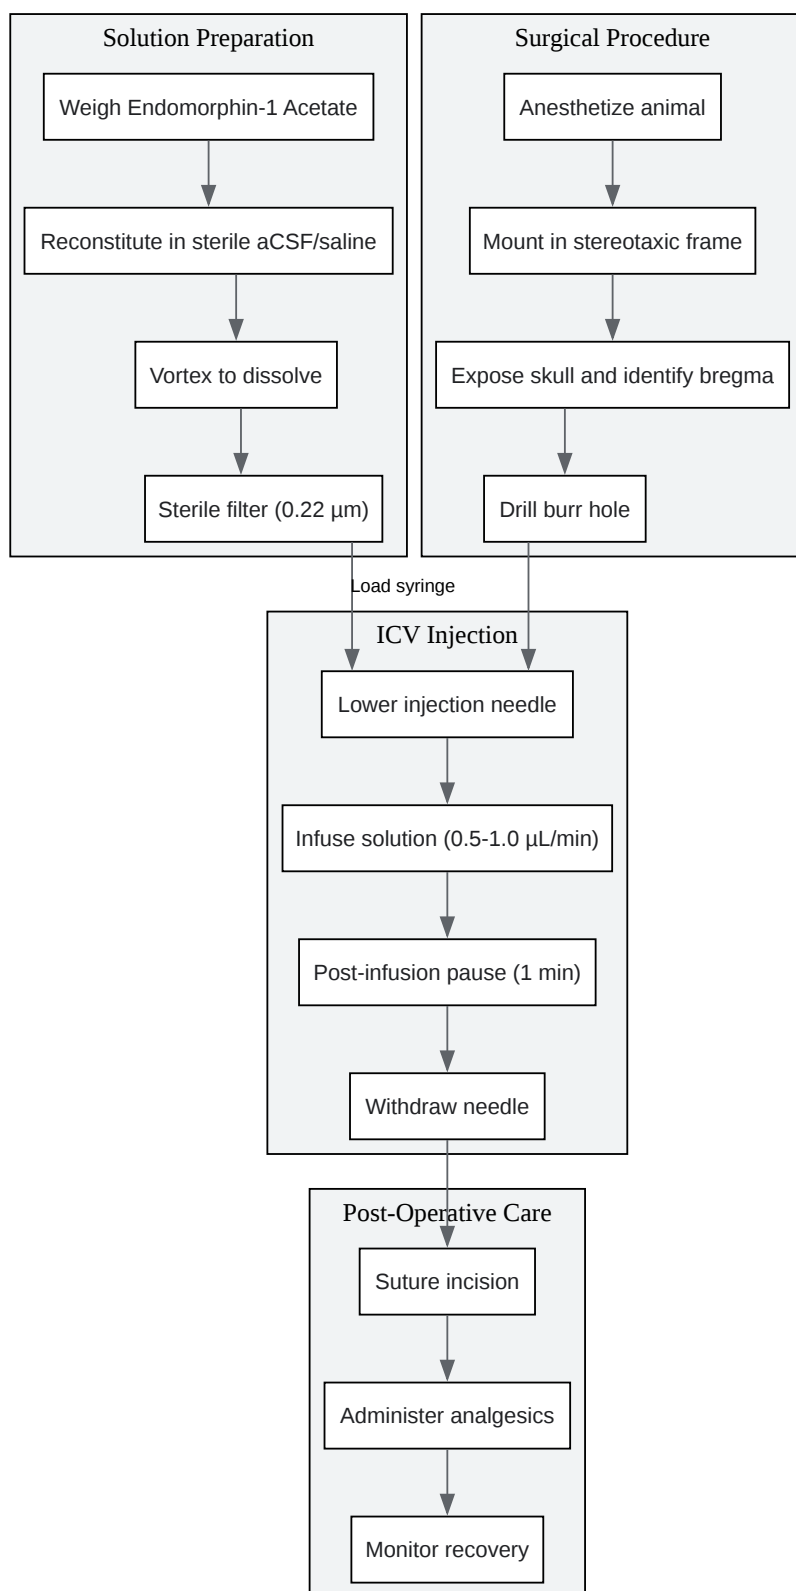 Solution Preparation
Weigh Endomorphin-1 Acetate
Reconstitute in sterile aCSF/saline
Vortex to dissolve
Sterile filter (0.22 µm)
Surgical Procedure
Anesthetize animal
Mount in stereotaxic frame
Expose skull and identify bregma
Drill burr hole
Load syringe
ICV Injection
Lower injection needle
Infuse solution (0.5-1.0 µL/min)
Post-infusion pause (1 min)
Withdraw needle
Post-Operative Care
Suture incision
Administer analgesics
Monitor recovery